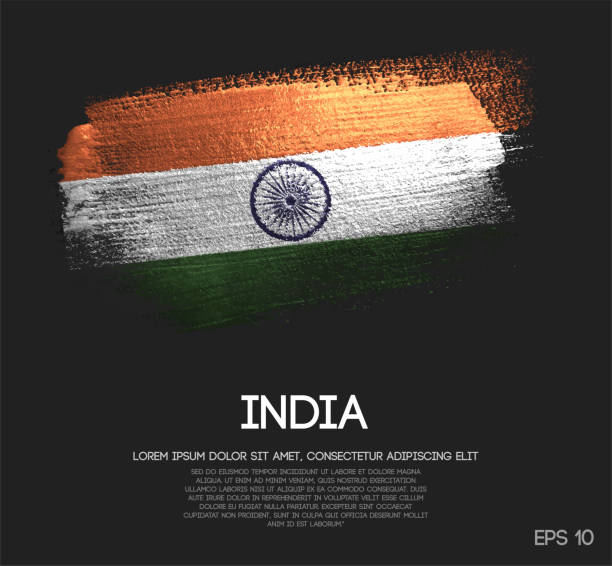 INDIA
LOREM IPSUM DOLOR SIT AMET, CONSECTETUR ADIPISCING ELIT
SED DO EIUSMOD TEMPOR INCIDIDUNT UT LABORE ET DOLORE MAGNA
ALIQUA. UT ENIM AD MINIM VENIAM, QUIS NOSTRUD EXERCITATION
ULLAMCO LABORIS NISI UT ALIQUIP EX EA COMMODO CONSEQUAT. DUIS
AUTE IRURE DOLOR IN REPREHENDERIT IN VOLUPTATE VELIT ESSE CILLUM
DOLORE EU FUGIAT NULLA PARIATUR. EXCEPTEUR SINT OCCAECAT
CUPIDATAT NON PROIDENT, SUNT IN CULPA QUI OFFICIA DESERUNT MOLLIT
ANIM ID EST LABORUM."
EPS 10